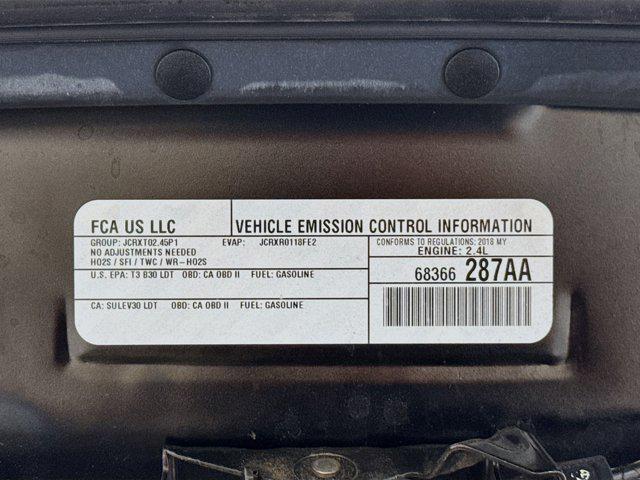 FCA US LLC
VEHICLE EMISSION CONTROL INFORMATION
GROUP: JCRXT02.45P1 EVAP: JCRXR0118FE2
NO ADJUSTMENTS NEEDED
HO2S / SFI / TWC / WR-HO2S
CONFORMS TO REGULATIONS: 2018 MY
ENGINE: 2.4L
U.S. EPA: T3 B30 LDT OBD: CA OBD II FUEL: GASOLINE
68366 287AA
CA: SULEV30 LDT OBD: CA OBD II FUEL: GASOLINE